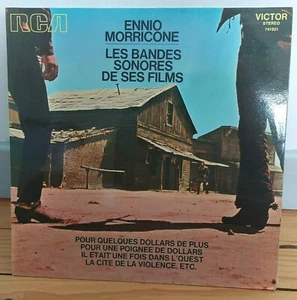 RCA
VICTOR
STEREO
741021
ENNIO
MORRICONE
LES BANDES
SONORES
DE SES FILMS
POUR QUELQUES DOLLARS DE PLUS
POUR UNE POIGNEE DE DOLLARS
IL ETAIT UNE FOIS DANS L'OUEST
LA CITE DE LA VIOLENCE. ETC.